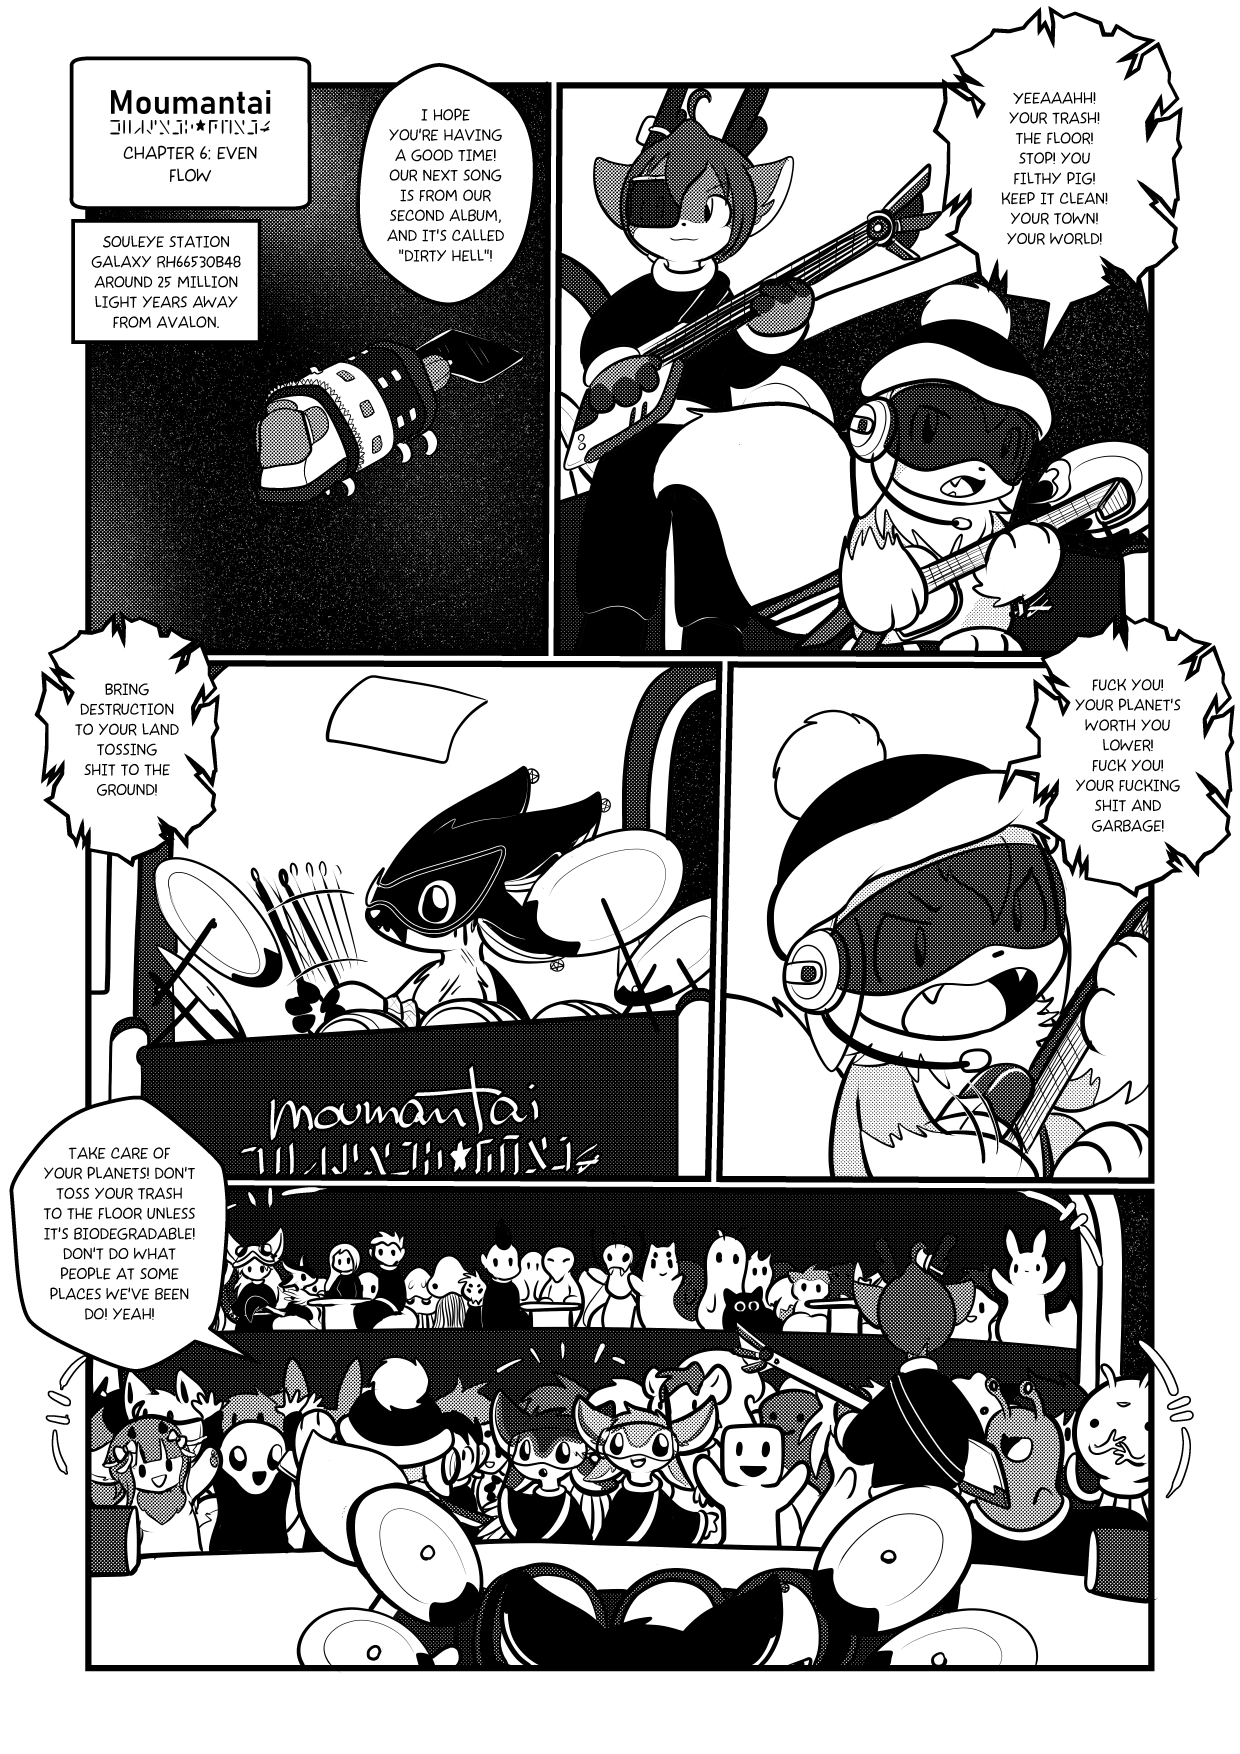 Moumantai
CHAPTER 6: EVEN
FLOW
SOULEYE STATION
GALAXY RH66530B48
AROUND 25 MILLION
LIGHT YEARS AWAY
FROM AVALON.
I HOPE
YOU'RE HAVING
A GOOD TIME!
OUR NEXT SONG
IS FROM OUR
SECOND ALBUM,
AND IT'S CALLED
"DIRTY HELL"!
YEEAAAHH!
YOUR TRASH!
THE FLOOR!
STOP! YOU
FILTHY PIG!
KEEP IT CLEAN!
YOUR TOWN!
YOUR WORLD!
BRING
DESTRUCTION
TO YOUR LAND
TOSSING
SHIT TO THE
GROUND!
moumantai
FUCK YOU!
YOUR PLANET'S
WORTH YOU
LOWER!
FUCK YOU!
YOUR FUCKING
SHIT AND
GARBAGE!
TAKE CARE OF
YOUR PLANETS! DON'T
TOSS YOUR TRASH
TO THE FLOOR UNLESS
IT'S BIODEGRADABLE!
DON'T DO WHAT
PEOPLE AT SOME
PLACES WE'VE BEEN
DO! YEAH!